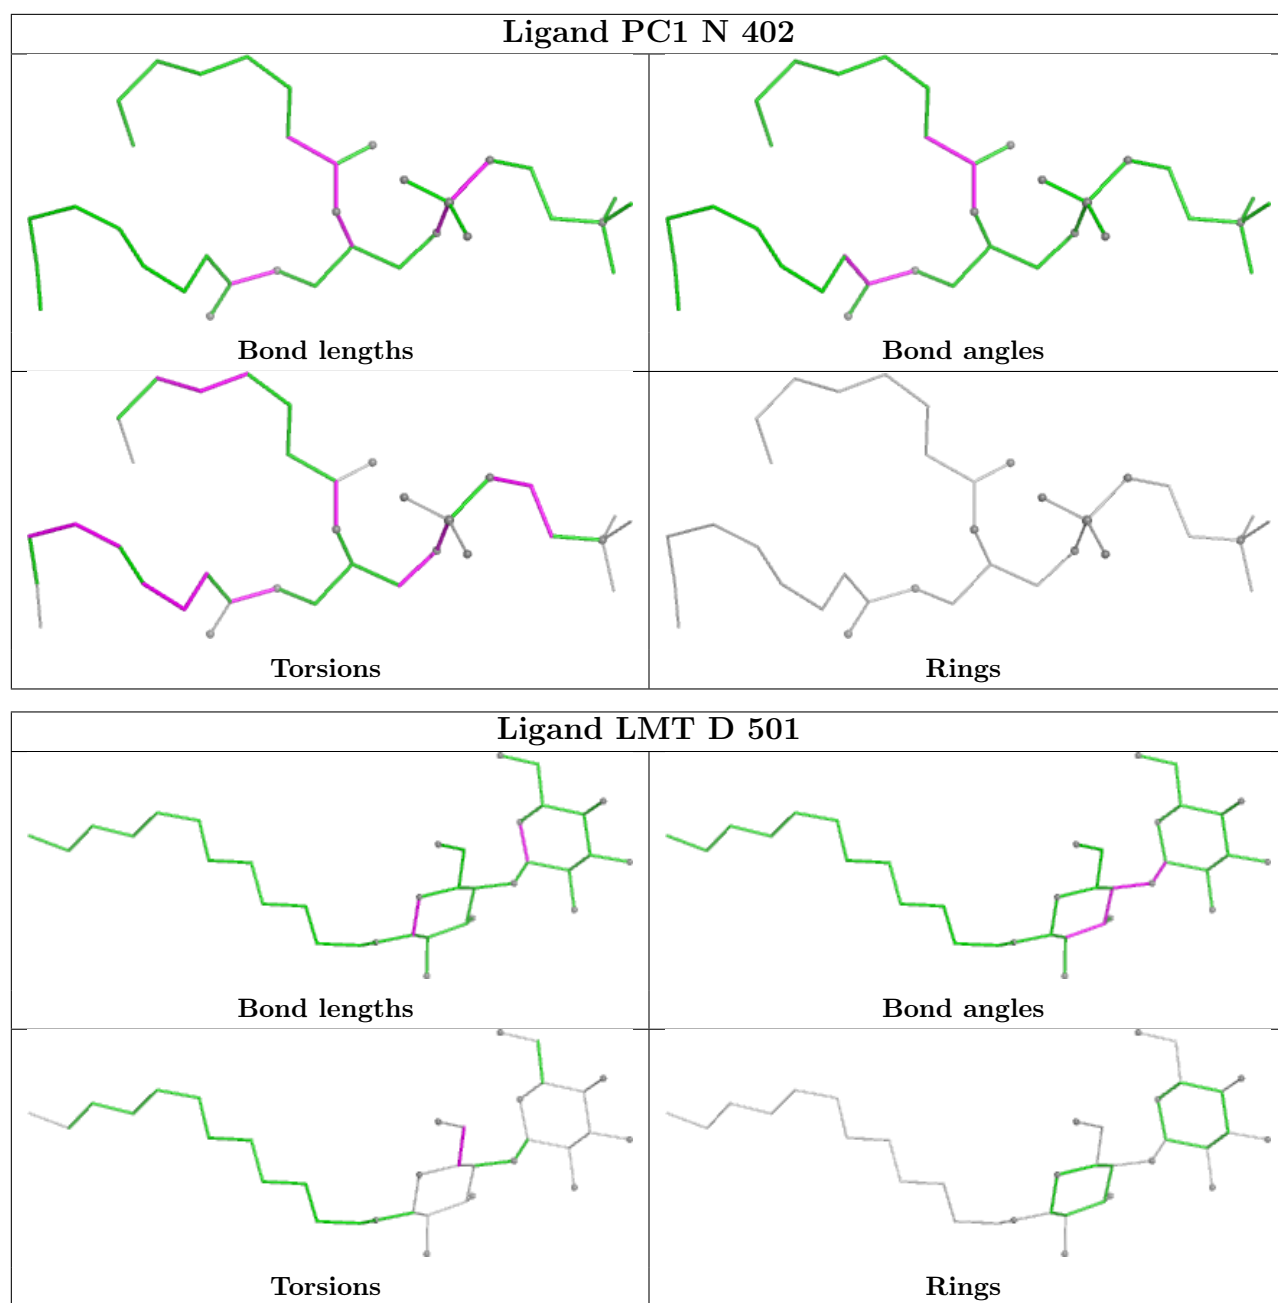 Ligand PC1 N 402
Bond lengths
Bond angles
Torsions
Rings
Ligand LMT D 501
Bond lengths
Bond angles
Torsions
Rings